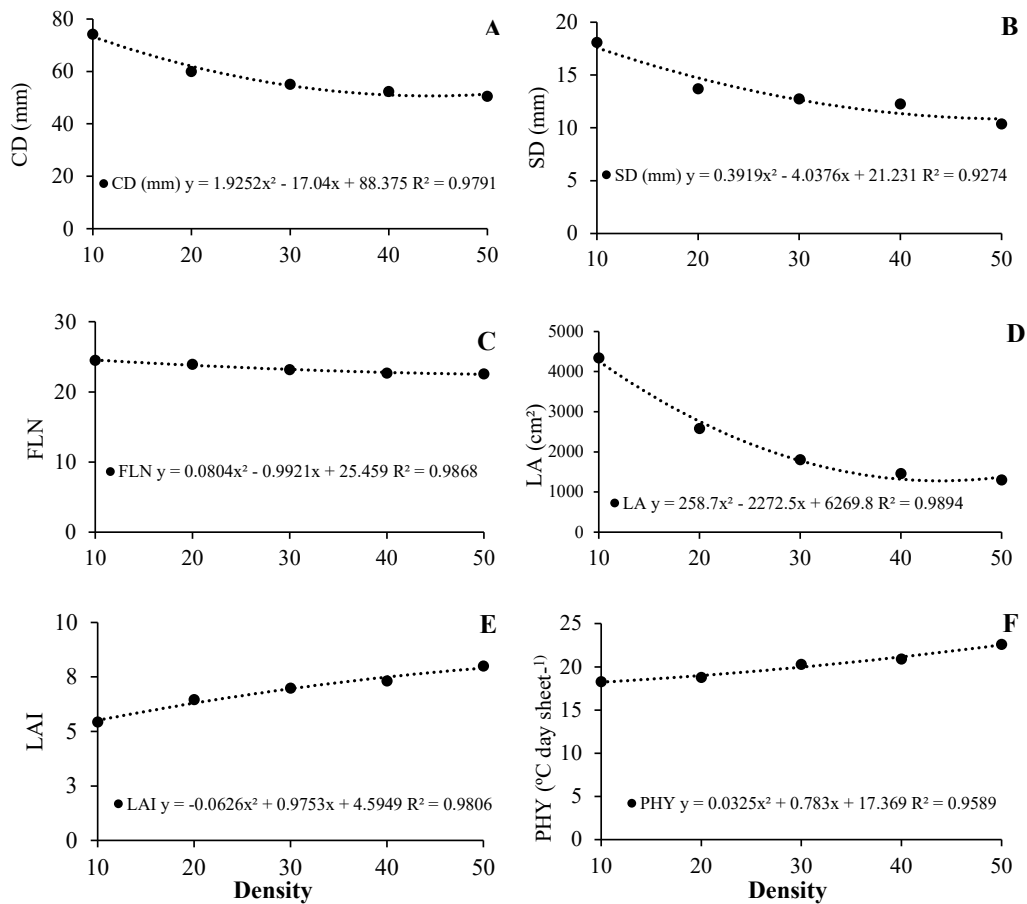 A
80
60
40
20
0
CD (mm)
● CD (mm) y = 1.9252x² - 17.04x + 88.375 R² = 0.9791
10 20 30 40 50
B
20
15
10
5
0
SD (mm)
● SD (mm) y = 0.3919x² - 4.0376x + 21.231 R² = 0.9274
10 20 30 40 50
C
30
20
10
0
FLN
● FLN y = 0.0804x² - 0.9921x + 25.459 R² = 0.9868
10 20 30 40 50
D
5000
4000
3000
2000
1000
0
LA (cm²)
● LA y = 258.7x² - 2272.5x + 6269.8 R² = 0.9894
10 20 30 40 50
E
10
8
5
3
0
LAI
● LAI y = -0.0626x² + 0.9753x + 4.5949 R² = 0.9806
10 20 30 40 50
Density
F
25
20
15
10
5
0
PHY (ºC day sheet-¹)
● PHY y = 0.0325x² + 0.783x + 17.369 R² = 0.9589
10 20 30 40 50
Density